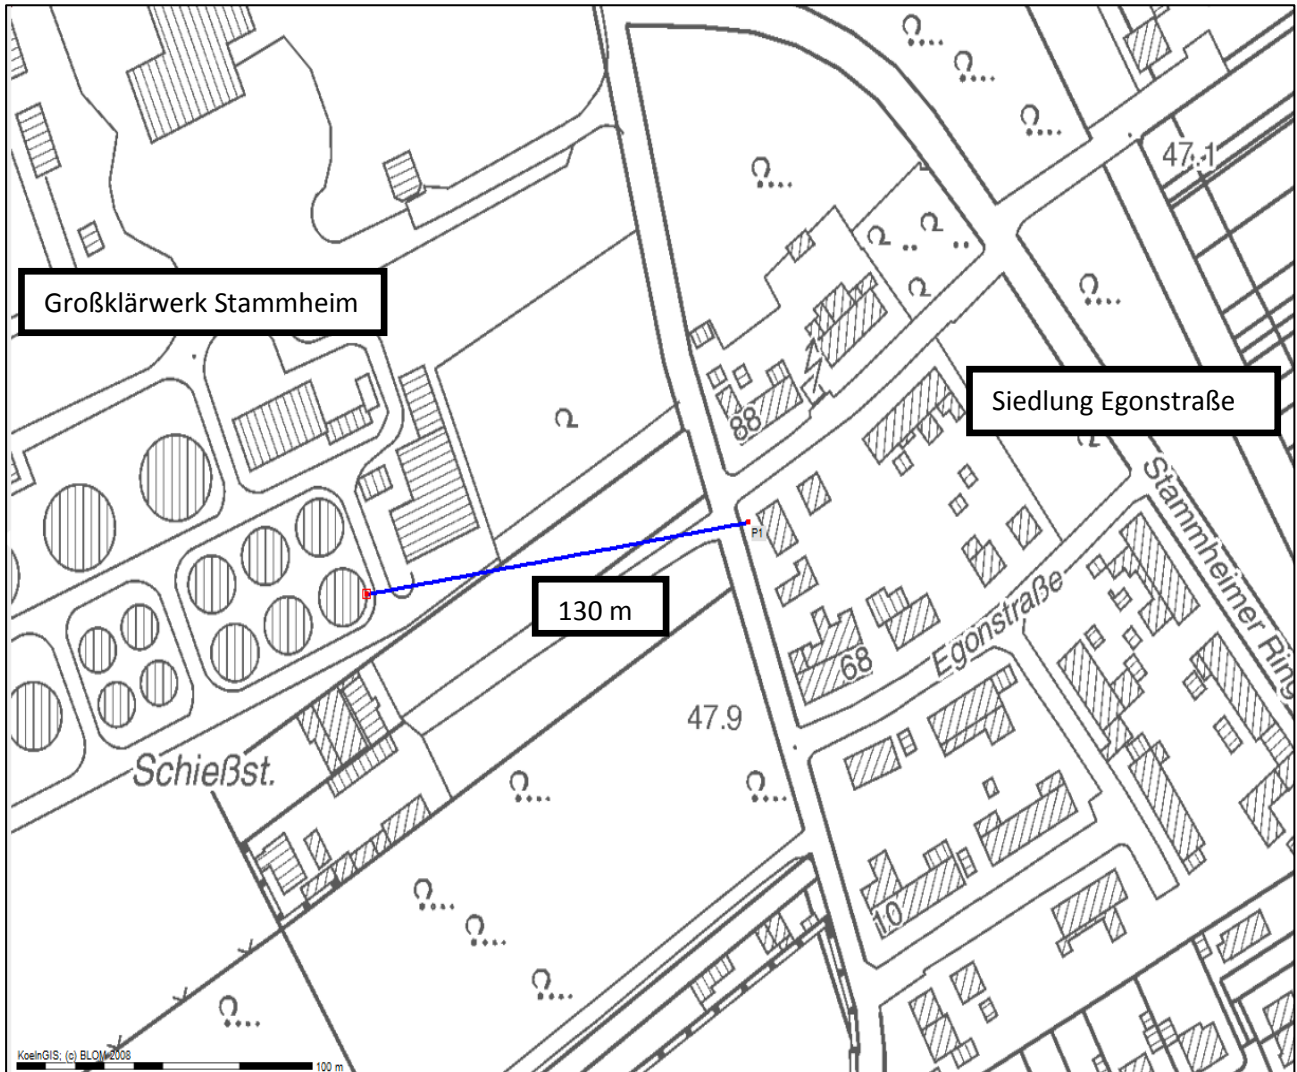 47.1
Großklärwerk Stammheim
Siedlung Egonstraße
88
Stammheimer Ring
P1
130 m
Egonstraße
68
47.9
Schießst.
10
KoelnGIS; (c) BLOM 2008
100 m